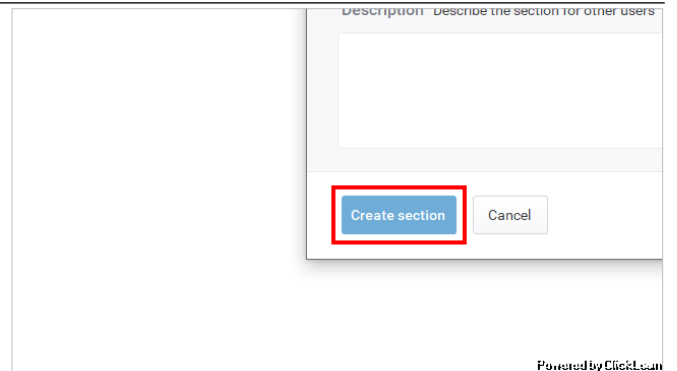 Description Describe the section for other users
Create section
Cancel
Powered by ClickLearn